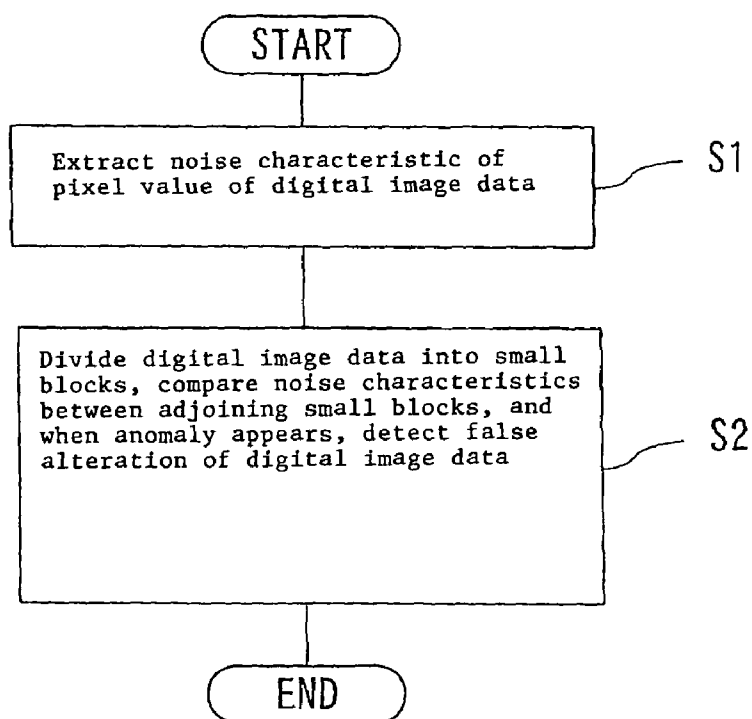 START
Extract noise characteristic of
pixel value of digital image data
S1
Divide digital image data into small
blocks, compare noise characteristics
between adjoining small blocks, and
when anomaly appears, detect false
alteration of digital image data
S2
END